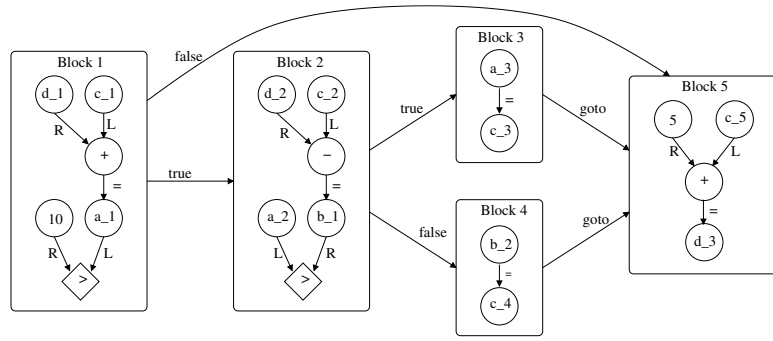 Block 1
d_1 c_1
R L
+
=
10 a_1
R L
>
false
true
Block 2
d_2 c_2
R L
−
=
a_2 b_1
L R
>
true
false
Block 3
a_3
=
c_3
goto
Block 4
b_2
=
c_4
goto
Block 5
5 c_5
R L
+
=
d_3